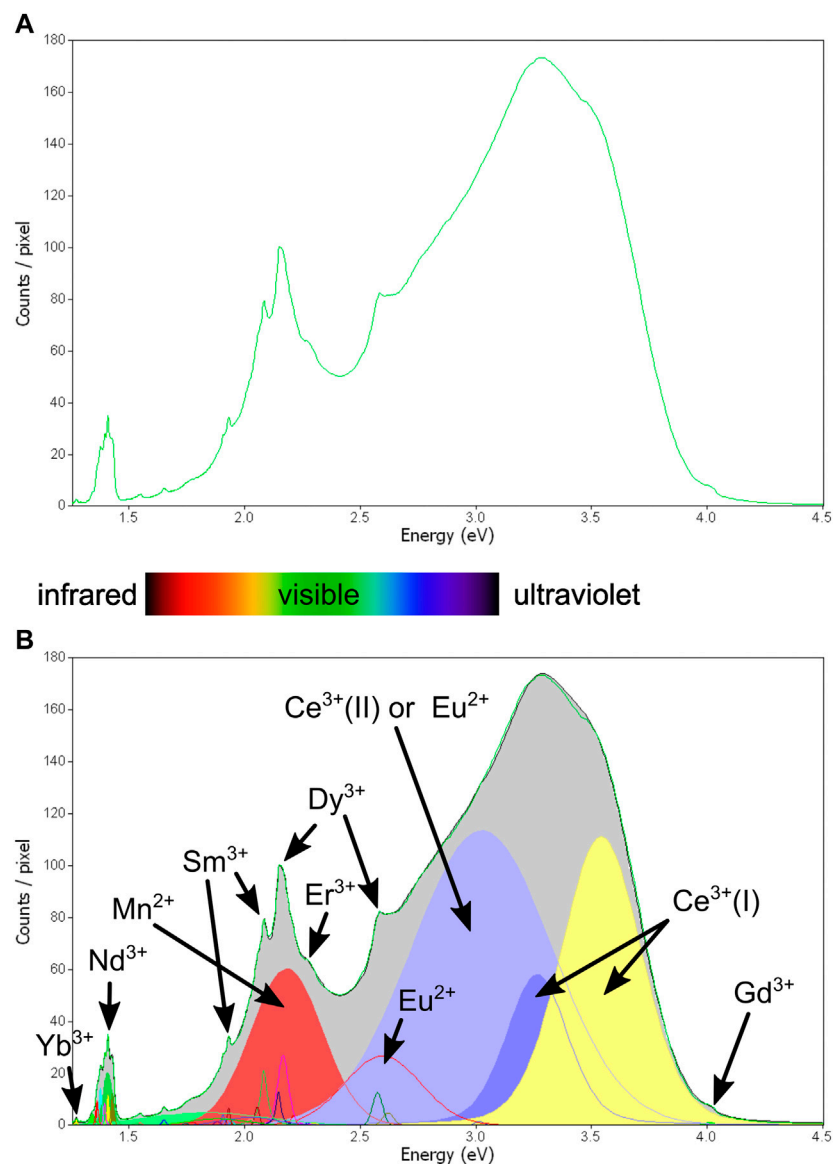 A
180
160
140
120
100
80
60
40
20
0
Counts / pixel
1.5 2.0 2.5 3.0 3.5 4.0 4.5
Energy (eV)
infrared visible ultraviolet
B
180
160
140
120
100
80
60
40
20
0
Counts / pixel
Ce³⁺(II) or Eu²⁺
Dy³⁺
Sm³⁺
Er³⁺
Mn²⁺
Ce³⁺(I)
Nd³⁺
Eu²⁺
Gd³⁺
Yb³⁺
1.5 2.0 2.5 3.0 3.5 4.0 4.5
Energy (eV)